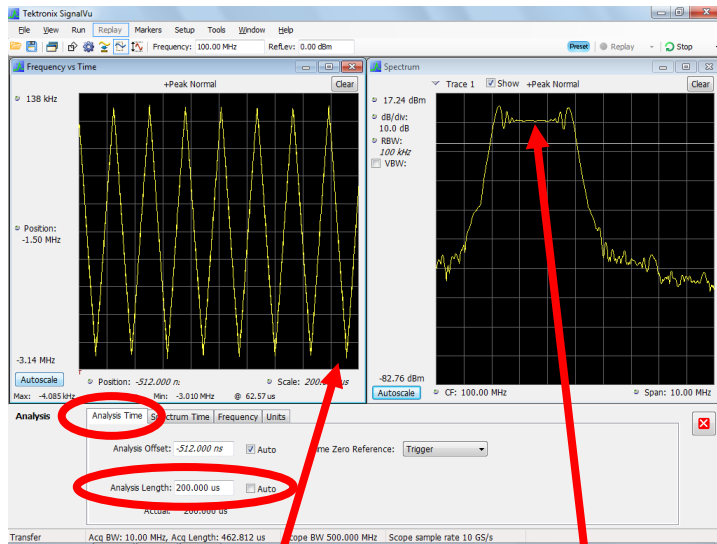 Tektronix SignalVu
File View Run Replay Markers Setup Tools Window Help
Frequency: 100.00 MHz RefLev: 0.00 dBm Preset Replay Stop
Frequency vs Time
+Peak Normal Clear
138 kHz
Position:
-1.50 MHz
-3.14 MHz
Autoscale Position: -512.000 n: Scale: 200. us
Max: -4.085 kHz Min: -3.010 MHz @ 62.57 us
Spectrum
Trace 1 Show +Peak Normal Clear
17.24 dBm
dB/div:
10.0 dB
RBW:
100 kHz
VBW:
-82.76 dBm
Autoscale CF: 100.00 MHz Span: 10.00 MHz
Analysis
Analysis Time Spectrum Time Frequency Units
Analysis Offset: -512.000 ns Auto Time Zero Reference: Trigger
Analysis Length: 200.000 us Auto
Actual: 200.000 us
Transfer Acq BW: 10.00 MHz, Acq Length: 462.812 us Scope BW 500.000 MHz Scope sample rate 10 GS/s